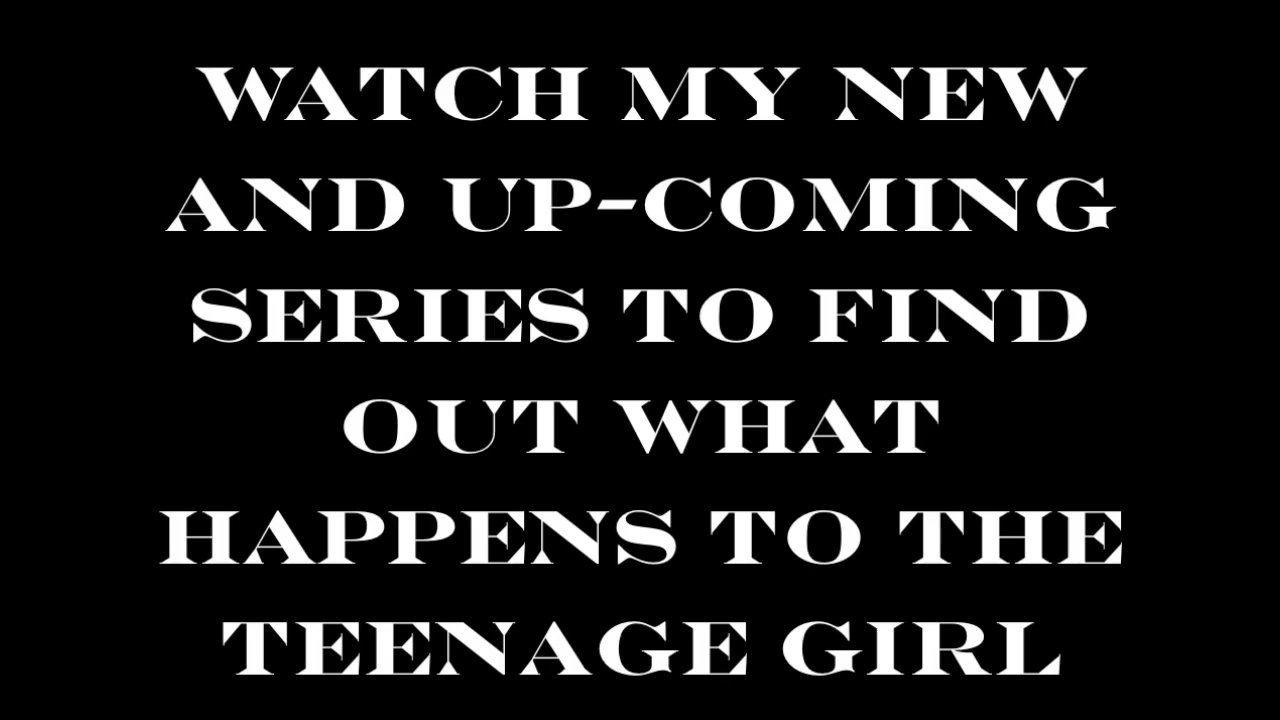 WATCH MY NEW
AND UP-COMING
SERIES TO FIND
OUT WHAT
HAPPENS TO THE
TEENAGE GIRL